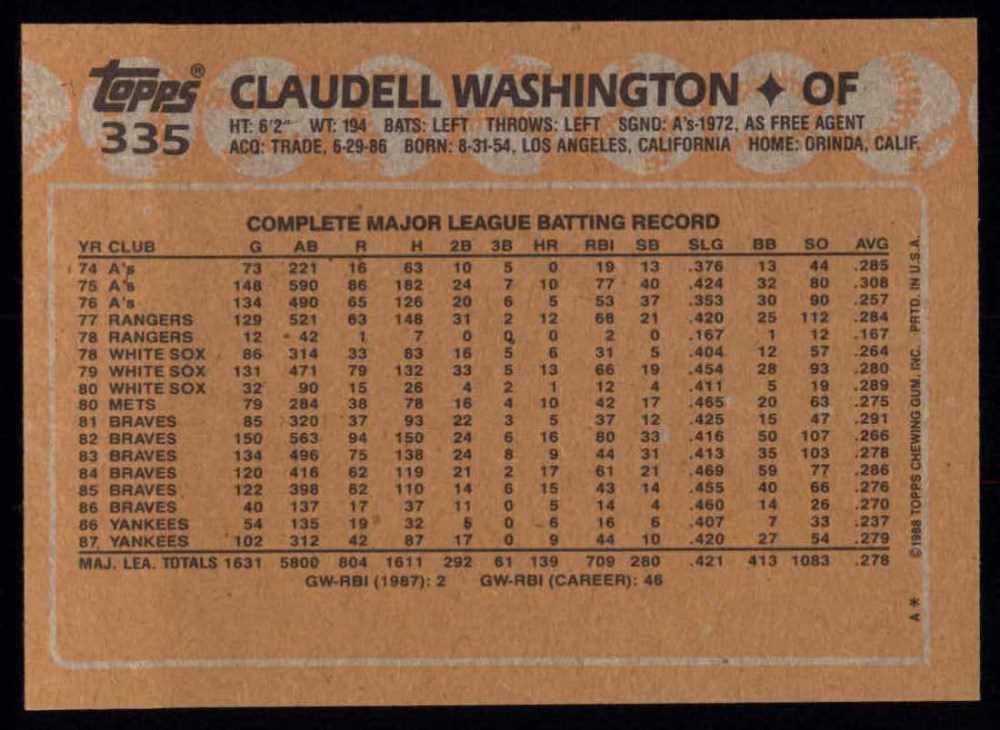 topps® CLAUDELL WASHINGTON ✦ OF
335 HT: 6'2" WT: 194 BATS: LEFT THROWS: LEFT SGND: A's-1972, AS FREE AGENT
ACQ: TRADE, 6-29-86 BORN: 8-31-54, LOS ANGELES, CALIFORNIA HOME: ORINDA, CALIF.
COMPLETE MAJOR LEAGUE BATTING RECORD
YR CLUB G AB R H 2B 3B HR RBI SB SLG BB SO AVG
74 A's 73 221 16 63 10 5 0 19 13 .376 13 44 .285
75 A's 148 590 86 182 24 7 10 77 40 .424 32 80 .308
76 A's 134 490 65 126 20 6 5 53 37 .353 30 90 .257
77 RANGERS 129 521 63 148 31 2 12 68 21 .420 25 112 .284
78 RANGERS 12 42 1 7 0 0 0 2 0 .167 1 12 .167
78 WHITE SOX 86 314 33 83 16 5 6 31 5 .404 12 57 .264
79 WHITE SOX 131 471 79 132 33 5 13 66 19 .454 28 93 .280
80 WHITE SOX 32 90 15 26 4 2 1 12 4 .411 5 19 .289
80 METS 79 284 38 78 16 4 10 42 17 .465 20 63 .275
81 BRAVES 85 320 37 93 22 3 5 37 12 .425 15 47 .291
82 BRAVES 150 563 94 150 24 6 16 80 33 .416 50 107 .266
83 BRAVES 134 496 75 138 24 8 9 44 31 .413 35 103 .278
84 BRAVES 120 416 62 119 21 2 17 61 21 .469 59 77 .286
85 BRAVES 122 398 62 110 14 6 15 43 14 .455 40 66 .276
86 BRAVES 40 137 17 37 11 0 5 14 4 .460 14 26 .270
86 YANKEES 54 135 19 32 5 0 6 16 6 .407 7 33 .237
87 YANKEES 102 312 42 87 17 0 9 44 10 .420 27 54 .279
MAJ. LEA. TOTALS 1631 5800 804 1611 292 61 139 709 280 .421 413 1083 .278
GW-RBI (1987): 2 GW-RBI (CAREER): 46
A * ©1988 TOPPS CHEWING GUM, INC. PRTD. IN U.S.A.